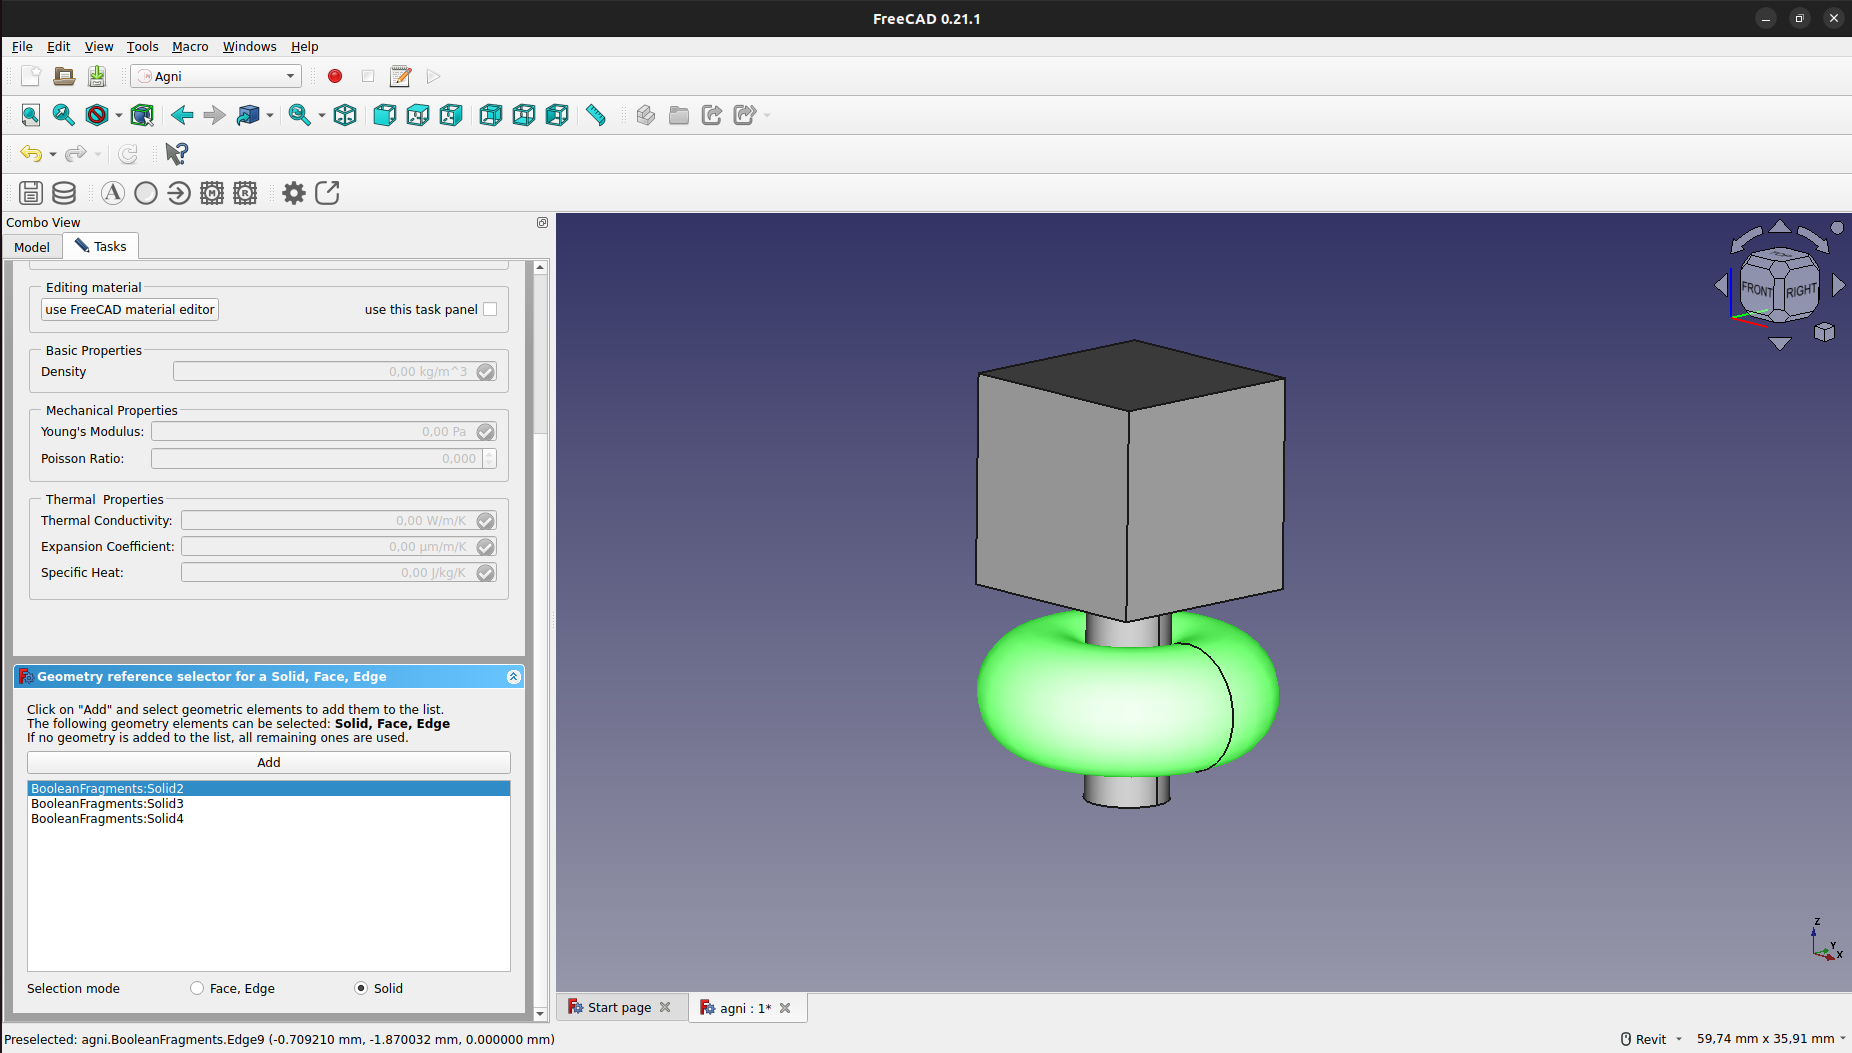 FreeCAD 0.21.1
File Edit View Tools Macro Windows Help
Agni
Combo View
Model Tasks
Editing material
use FreeCAD material editor use this task panel
Basic Properties
Density 0,00 kg/m^3
Mechanical Properties
Young's Modulus: 0,00 Pa
Poisson Ratio: 0,000
Thermal Properties
Thermal Conductivity: 0,00 W/m/K
Expansion Coefficient: 0,00 µm/m/K
Specific Heat: 0,00 J/kg/K
Geometry reference selector for a Solid, Face, Edge
Click on "Add" and select geometric elements to add them to the list.
The following geometry elements can be selected: Solid, Face, Edge
If no geometry is added to the list, all remaining ones are used.
Add
BooleanFragments:Solid2
BooleanFragments:Solid3
BooleanFragments:Solid4
Selection mode Face, Edge Solid
TOP
FRONT RIGHT
Z
Y
X
Start page agni : 1*
Preselected: agni.BooleanFragments.Edge9 (-0.709210 mm, -1.870032 mm, 0.000000 mm) Revit 59,74 mm x 35,91 mm